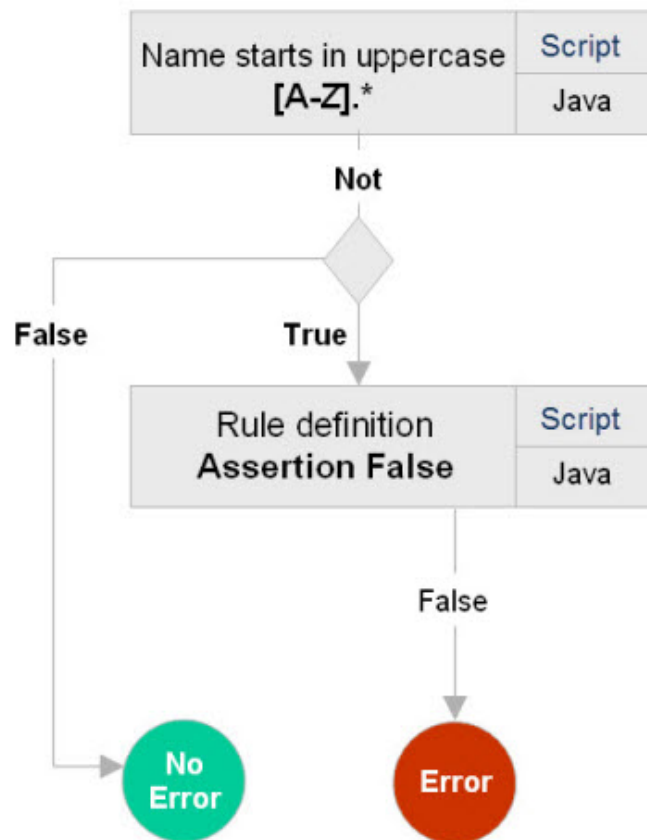 Name starts in uppercase
[A-Z].*
Script
Java
Not
False
True
Rule definition
Assertion False
Script
Java
False
No
Error
Error